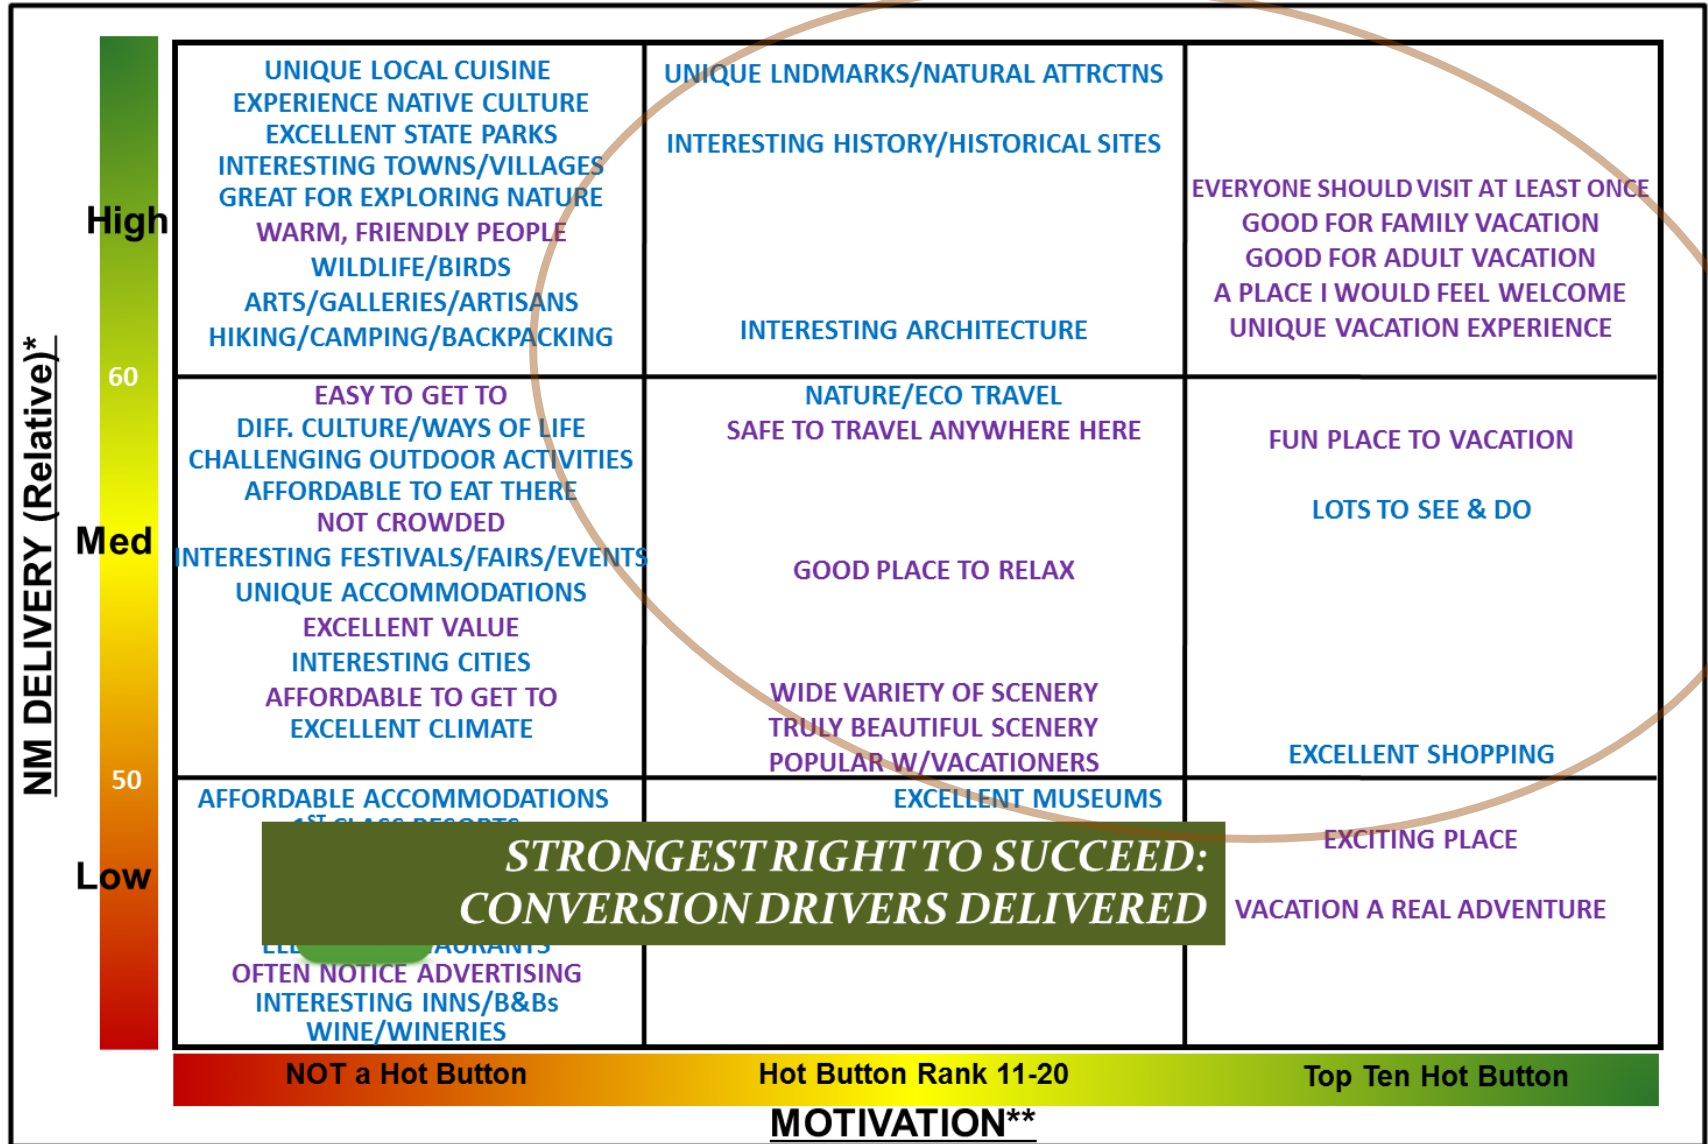 UNIQUE LOCAL CUISINE
EXPERIENCE NATIVE CULTURE
EXCELLENT STATE PARKS
INTERESTING TOWNS/VILLAGES
GREAT FOR EXPLORING NATURE
WARM, FRIENDLY PEOPLE
WILDLIFE/BIRDS
ARTS/GALLERIES/ARTISANS
HIKING/CAMPING/BACKPACKING
UNIQUE LNDMARKS/NATURAL ATTRCTNS
INTERESTING HISTORY/HISTORICAL SITES
INTERESTING ARCHITECTURE
EVERYONE SHOULD VISIT AT LEAST ONCE
GOOD FOR FAMILY VACATION
GOOD FOR ADULT VACATION
A PLACE I WOULD FEEL WELCOME
UNIQUE VACATION EXPERIENCE
High
60
NM DELIVERY (Relative)*
EASY TO GET TO
DIFF. CULTURE/WAYS OF LIFE
CHALLENGING OUTDOOR ACTIVITIES
AFFORDABLE TO EAT THERE
NOT CROWDED
INTERESTING FESTIVALS/FAIRS/EVENTS
UNIQUE ACCOMMODATIONS
EXCELLENT VALUE
INTERESTING CITIES
AFFORDABLE TO GET TO
EXCELLENT CLIMATE
NATURE/ECO TRAVEL
SAFE TO TRAVEL ANYWHERE HERE
GOOD PLACE TO RELAX
WIDE VARIETY OF SCENERY
TRULY BEAUTIFUL SCENERY
POPULAR W/VACATIONERS
FUN PLACE TO VACATION
LOTS TO SEE & DO
EXCELLENT SHOPPING
Med
50
Low
AFFORDABLE ACCOMMODATIONS
EXCELLENT MUSEUMS
STRONGEST RIGHT TO SUCCEED:
CONVERSION DRIVERS DELIVERED
EXCITING PLACE
VACATION A REAL ADVENTURE
OFTEN NOTICE ADVERTISING
INTERESTING INNS/B&Bs
WINE/WINERIES
NOT a Hot Button
Hot Button Rank 11-20
Top Ten Hot Button
MOTIVATION**